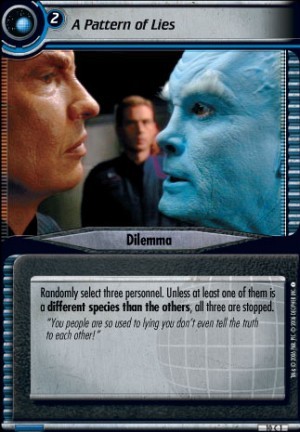 2 A Pattern of Lies
Dilemma
Randomly select three personnel. Unless at least one of them is
a different species than the others, all three are stopped.
"You people are so used to lying you don't even tell the truth
to each other!"